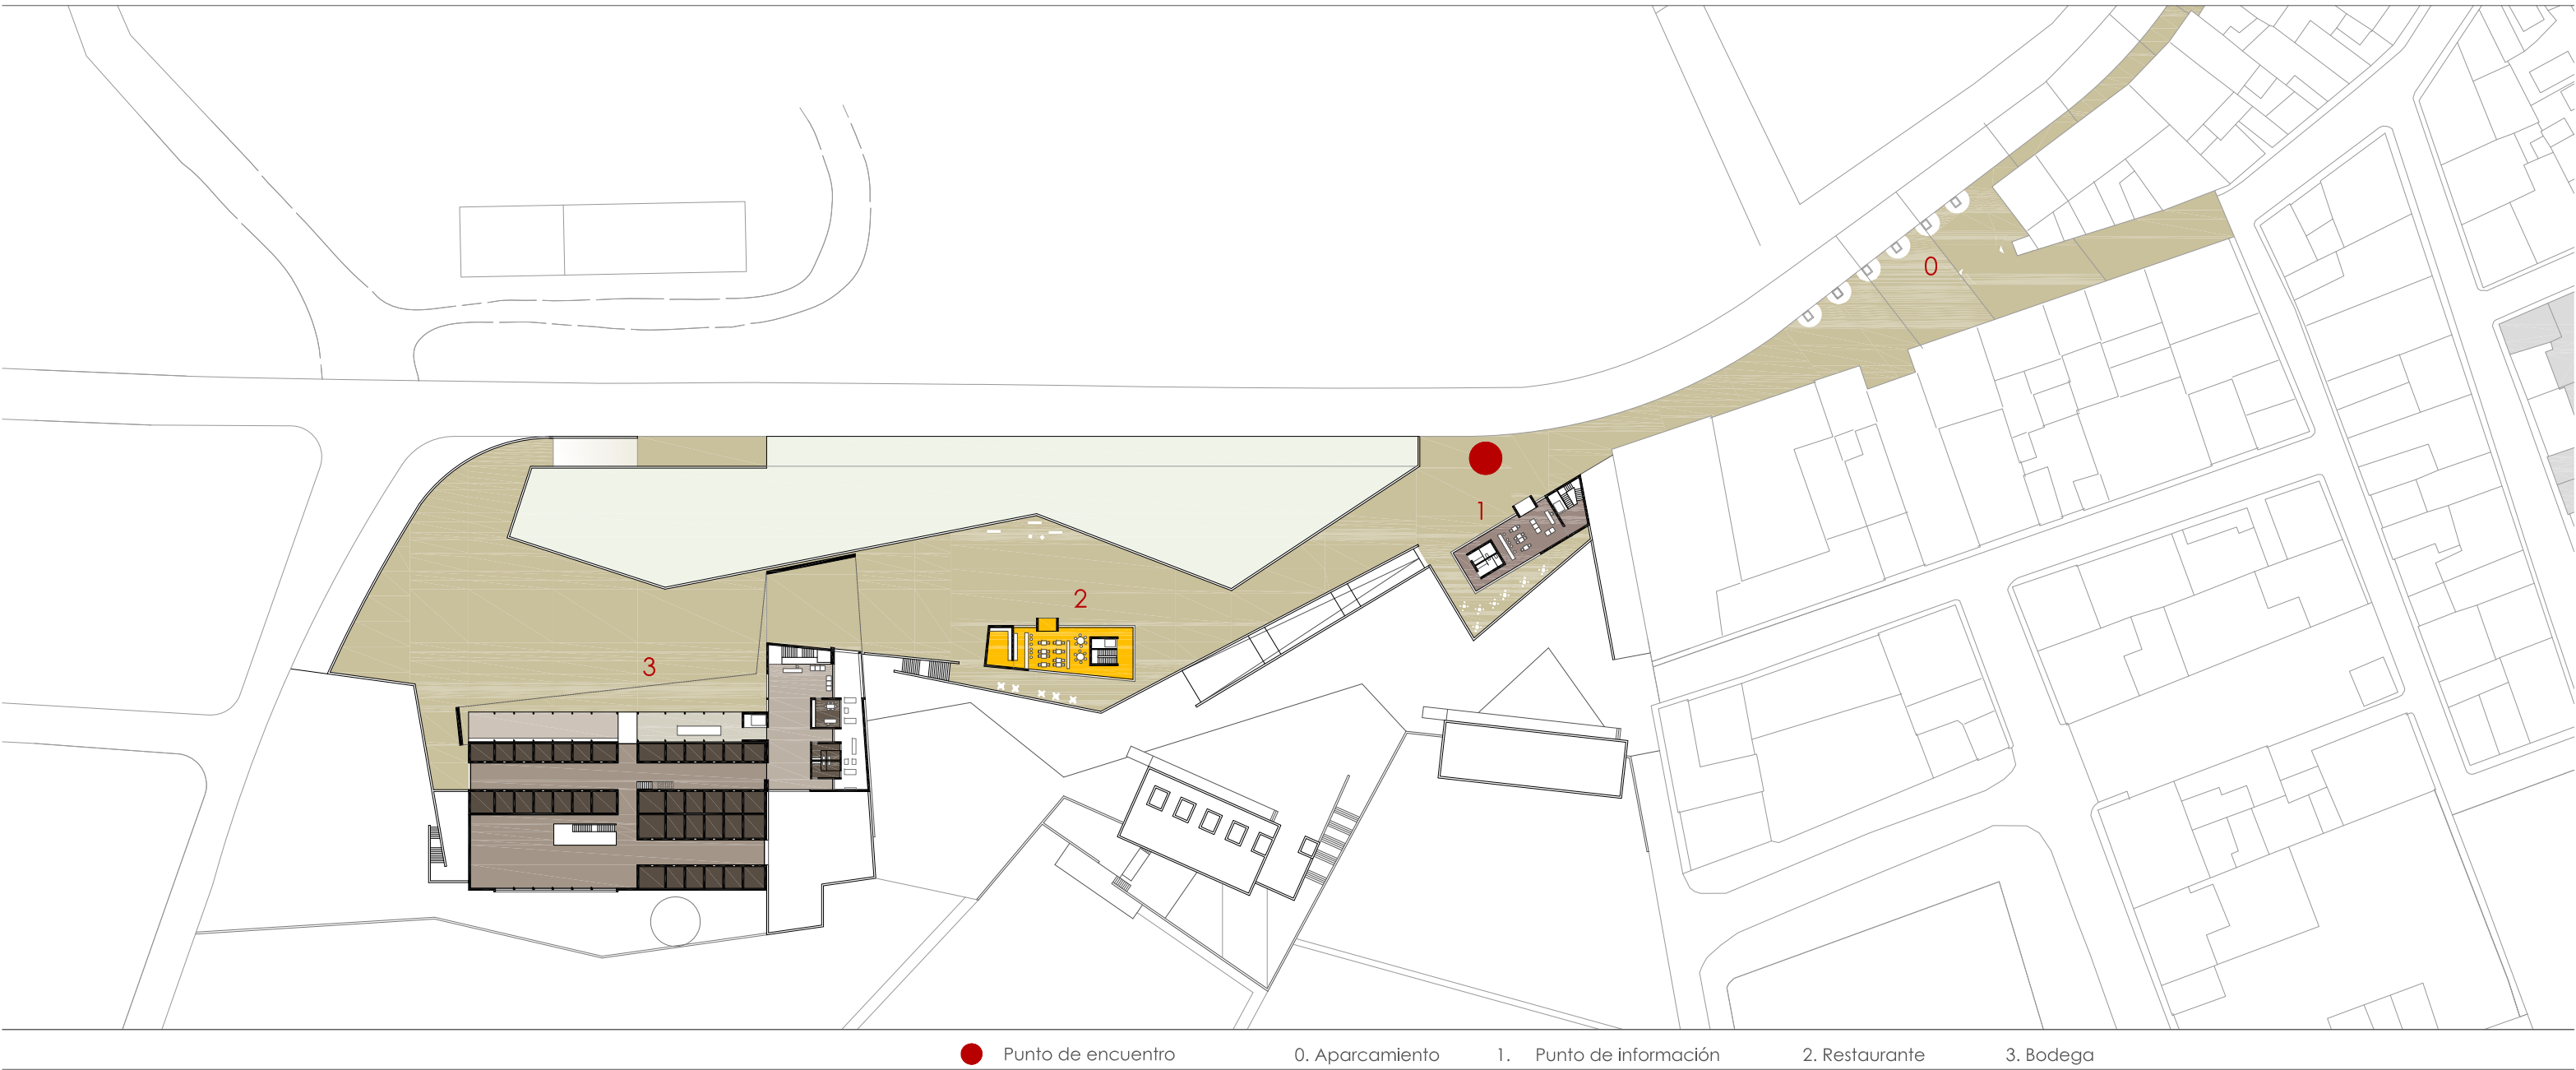 0
1
2
3
Punto de encuentro 0. Aparcamiento 1. Punto de información 2. Restaurante 3. Bodega